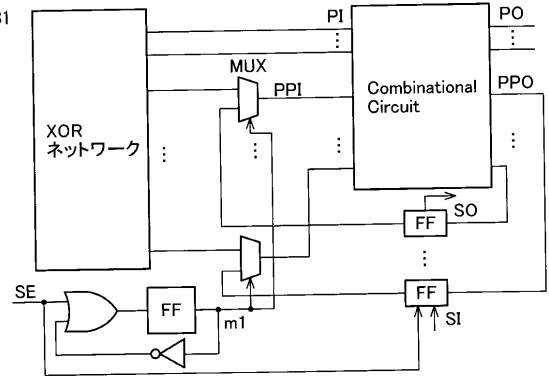 PI
PO
MUX
PPI
PPO
Combinational
Circuit
XOR
ネットワーク
SO
FF
SE
FF
m1
FF
SI